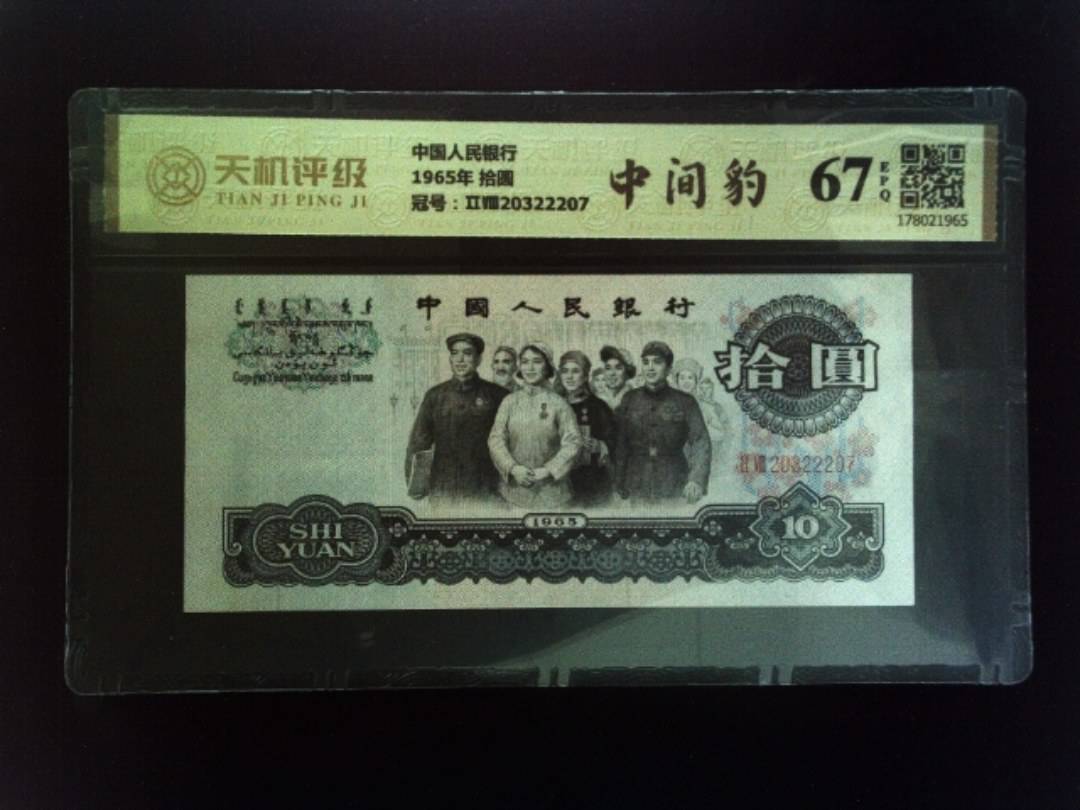 天机评级
TIAN JI PING JI
中国人民银行
1965年 拾圆
冠号：IIVIII20322207
中间豹
67
EPQ
178021965
中國人民銀行
拾圓
IIVIII20322207
SHI
YUAN
1965
10